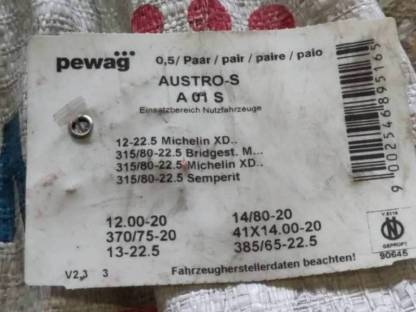 pewag 0,5/ Paar / pair / paire / paio
AUSTRO-S
A 01 S
Einsatzbereich Nutzfahrzeuge
12-22.5 Michelin XD..
315/80-22.5 Bridgest. M...
315/80-22.5 Michelin XD..
315/80-22.5 Semperit
12.00-20 14/80-20
370/75-20 41X14.00-20
13-22.5 385/65-22.5
V2,3 3 Fahrzeugherstellerdaten beachten!
9 002546 895165
V 5119
N
GEPRÜFT
90645